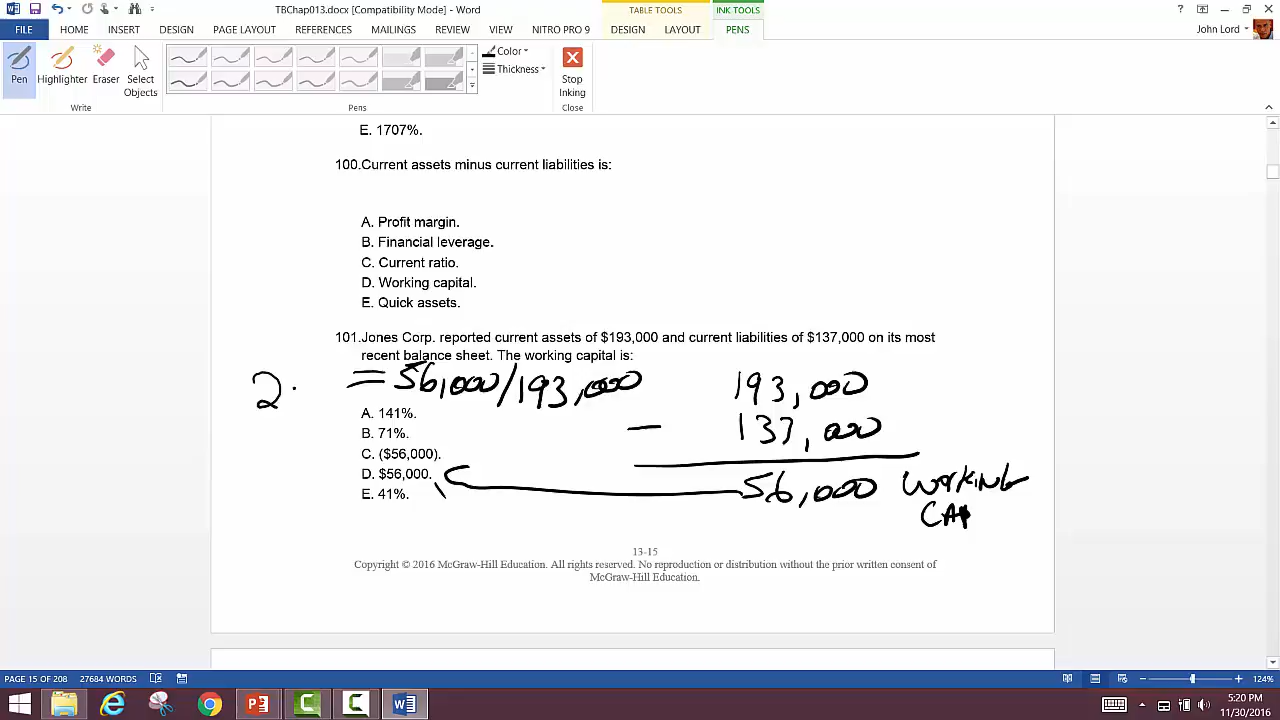 TBChap013.docx [Compatibility Mode] - Word
TABLE TOOLS
INK TOOLS
FILE
HOME
INSERT
DESIGN
PAGE LAYOUT
REFERENCES
MAILINGS
REVIEW
VIEW
NITRO PRO 9
DESIGN
LAYOUT
PENS
John Lord
Pen
Highlighter
Eraser
Select Objects
Color
Thickness
Stop Inking
Write
Pens
Close
E. 1707%.
100.Current assets minus current liabilities is:
A. Profit margin.
B. Financial leverage.
C. Current ratio.
D. Working capital.
E. Quick assets.
101.Jones Corp. reported current assets of $193,000 and current liabilities of $137,000 on its most
recent balance sheet. The working capital is:
2.
= 56,000/193,000
193,000
A. 141%.
B. 71%.
- 137,000
C. ($56,000).
D. $56,000.
E. 41%.
56,000 WORKING
CAP
13-15
Copyright © 2016 McGraw-Hill Education. All rights reserved. No reproduction or distribution without the prior written consent of
McGraw-Hill Education.
PAGE 15 OF 208
27684 WORDS
124%
5:20 PM
11/30/2016